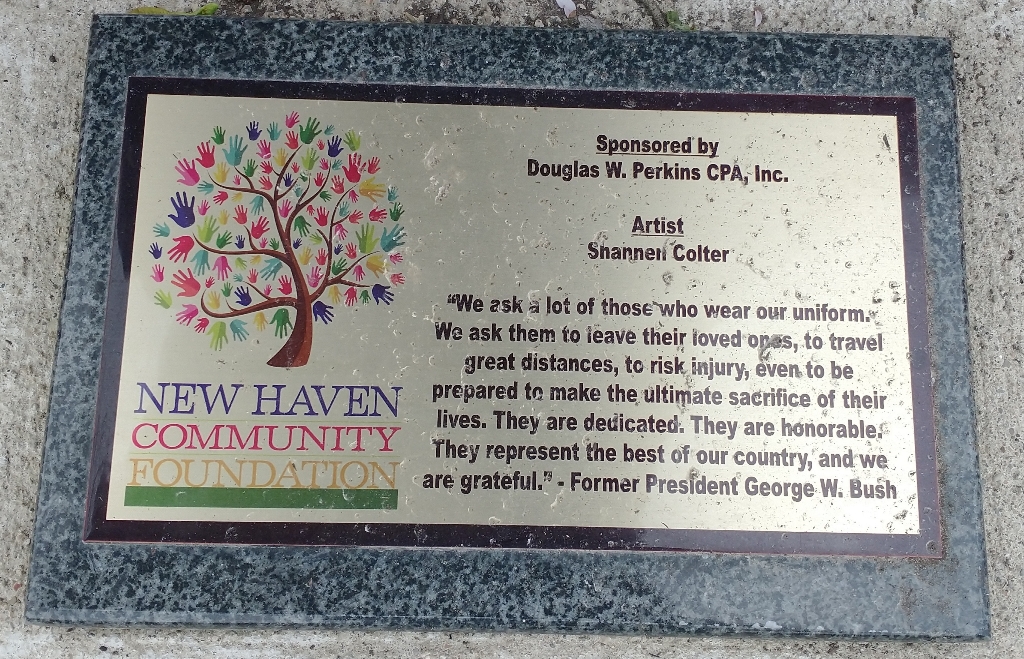 NEW HAVEN
COMMUNITY
FOUNDATION
Sponsored by
Douglas W. Perkins CPA, Inc.
Artist
Shannen Colter
“We ask a lot of those who wear our uniform.
We ask them to leave their loved ones, to travel
great distances, to risk injury, even to be
prepared to make the ultimate sacrifice of their
lives. They are dedicated. They are honorable.
They represent the best of our country, and we
are grateful.” - Former President George W. Bush